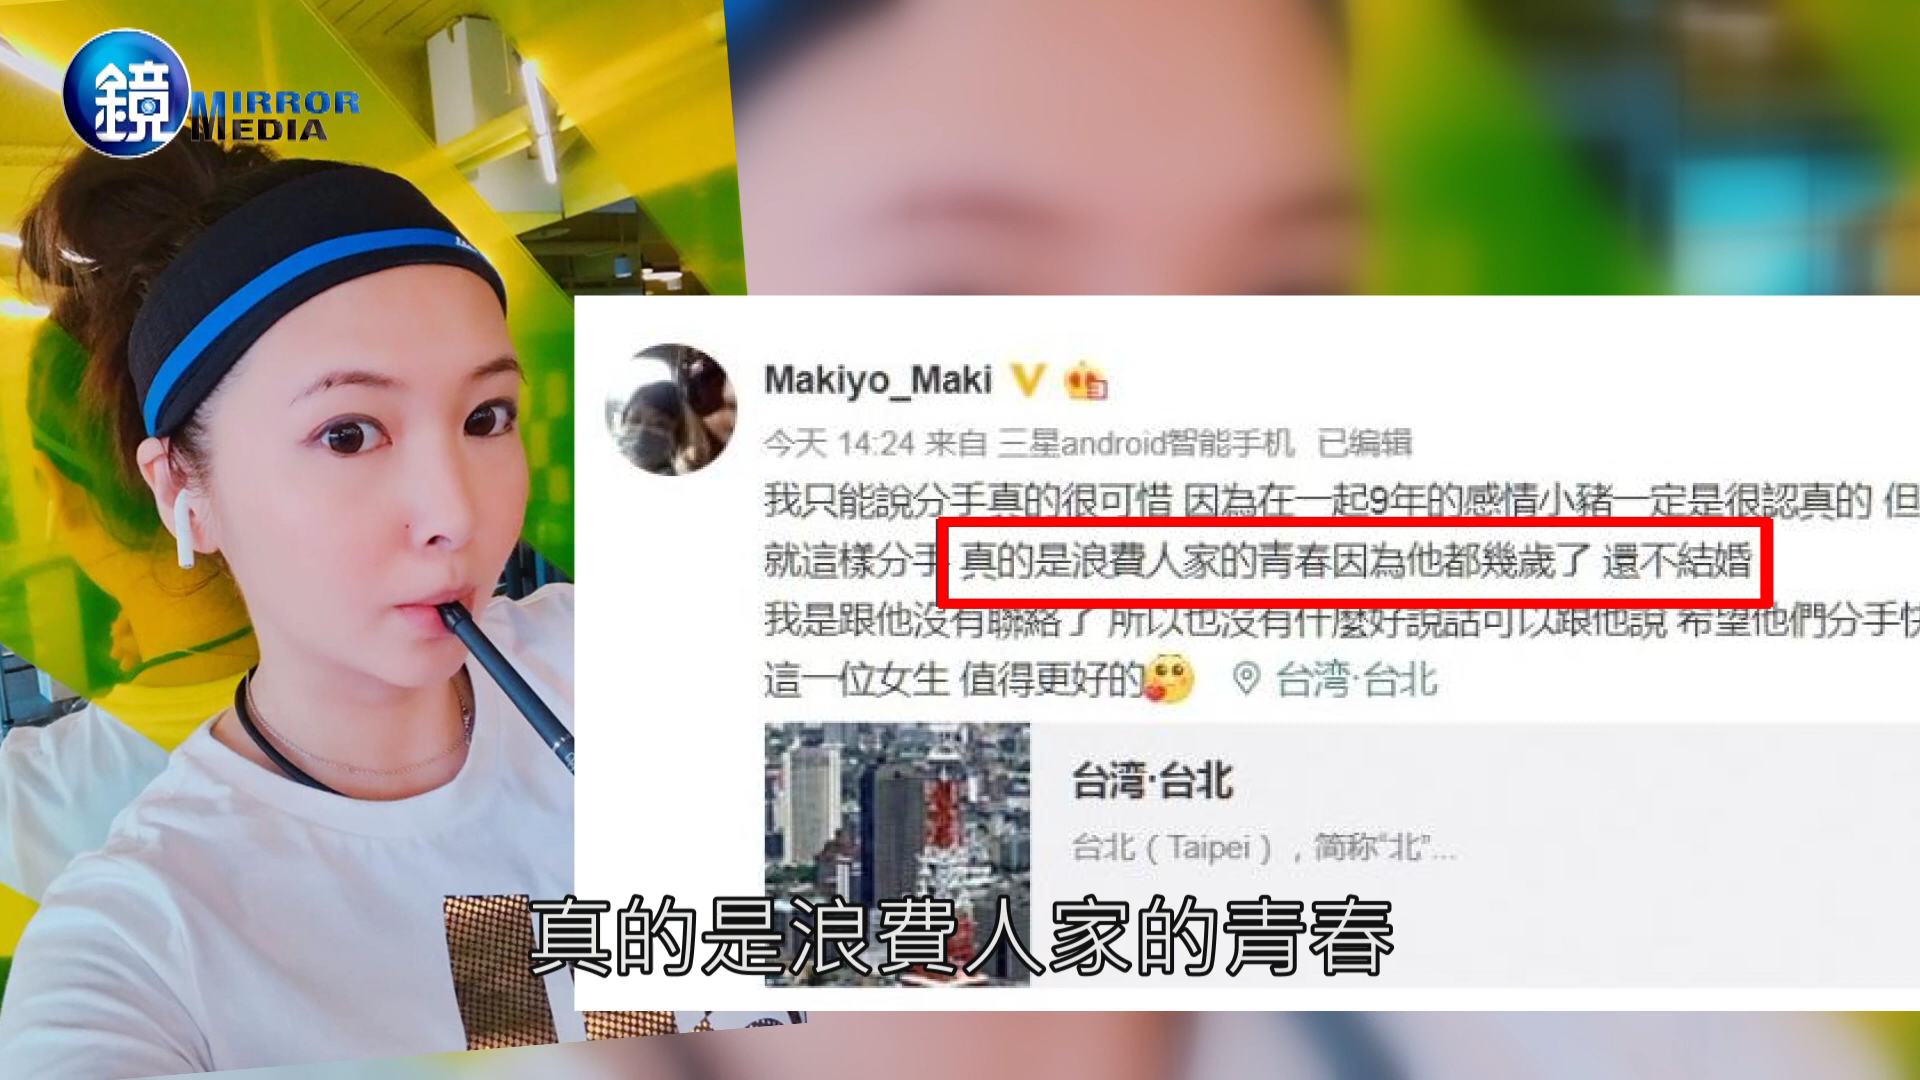 鏡 MIRROR
MEDIA
Makiyo_Maki
今天 14:24 来自 三星android智能手机 已编辑
我只能說分手真的很可惜 因為在一起9年的感情小豬一定是很認真的 但
就這樣分手 真的是浪費人家的青春因為他都幾歲了 還不結婚
我是跟他沒有聯絡了 所以也沒有什麼好說話可以跟他說 希望他們分手快
這一位女生 值得更好的 台湾·台北
台湾·台北
台北（Taipei），简称“北”...
真的是浪費人家的青春